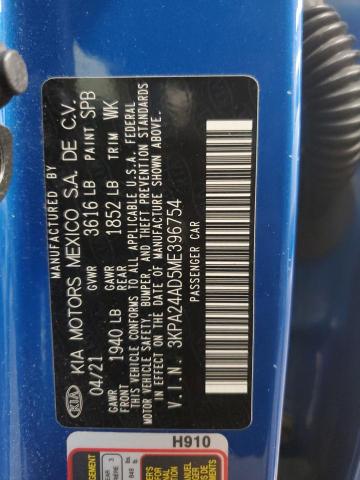 KIA KIA MOTORS MEXICO S.A. DE C.V.
MANUFACTURED BY
04/21 GVWR 3616 LB PAINT SPB
GAWR FRONT 1940 LB GAWR REAR 1852 LB TRIM WK
THIS VEHICLE CONFORMS TO ALL APPLICABLE U.S.A. FEDERAL
MOTOR VEHICLE SAFETY, BUMPER, AND THEFT PREVENTION STANDARDS
IN EFFECT ON THE DATE OF MANUFACTURE SHOWN ABOVE.
V.I.N. 3KPA24AD5ME396754
PASSENGER CAR
H910